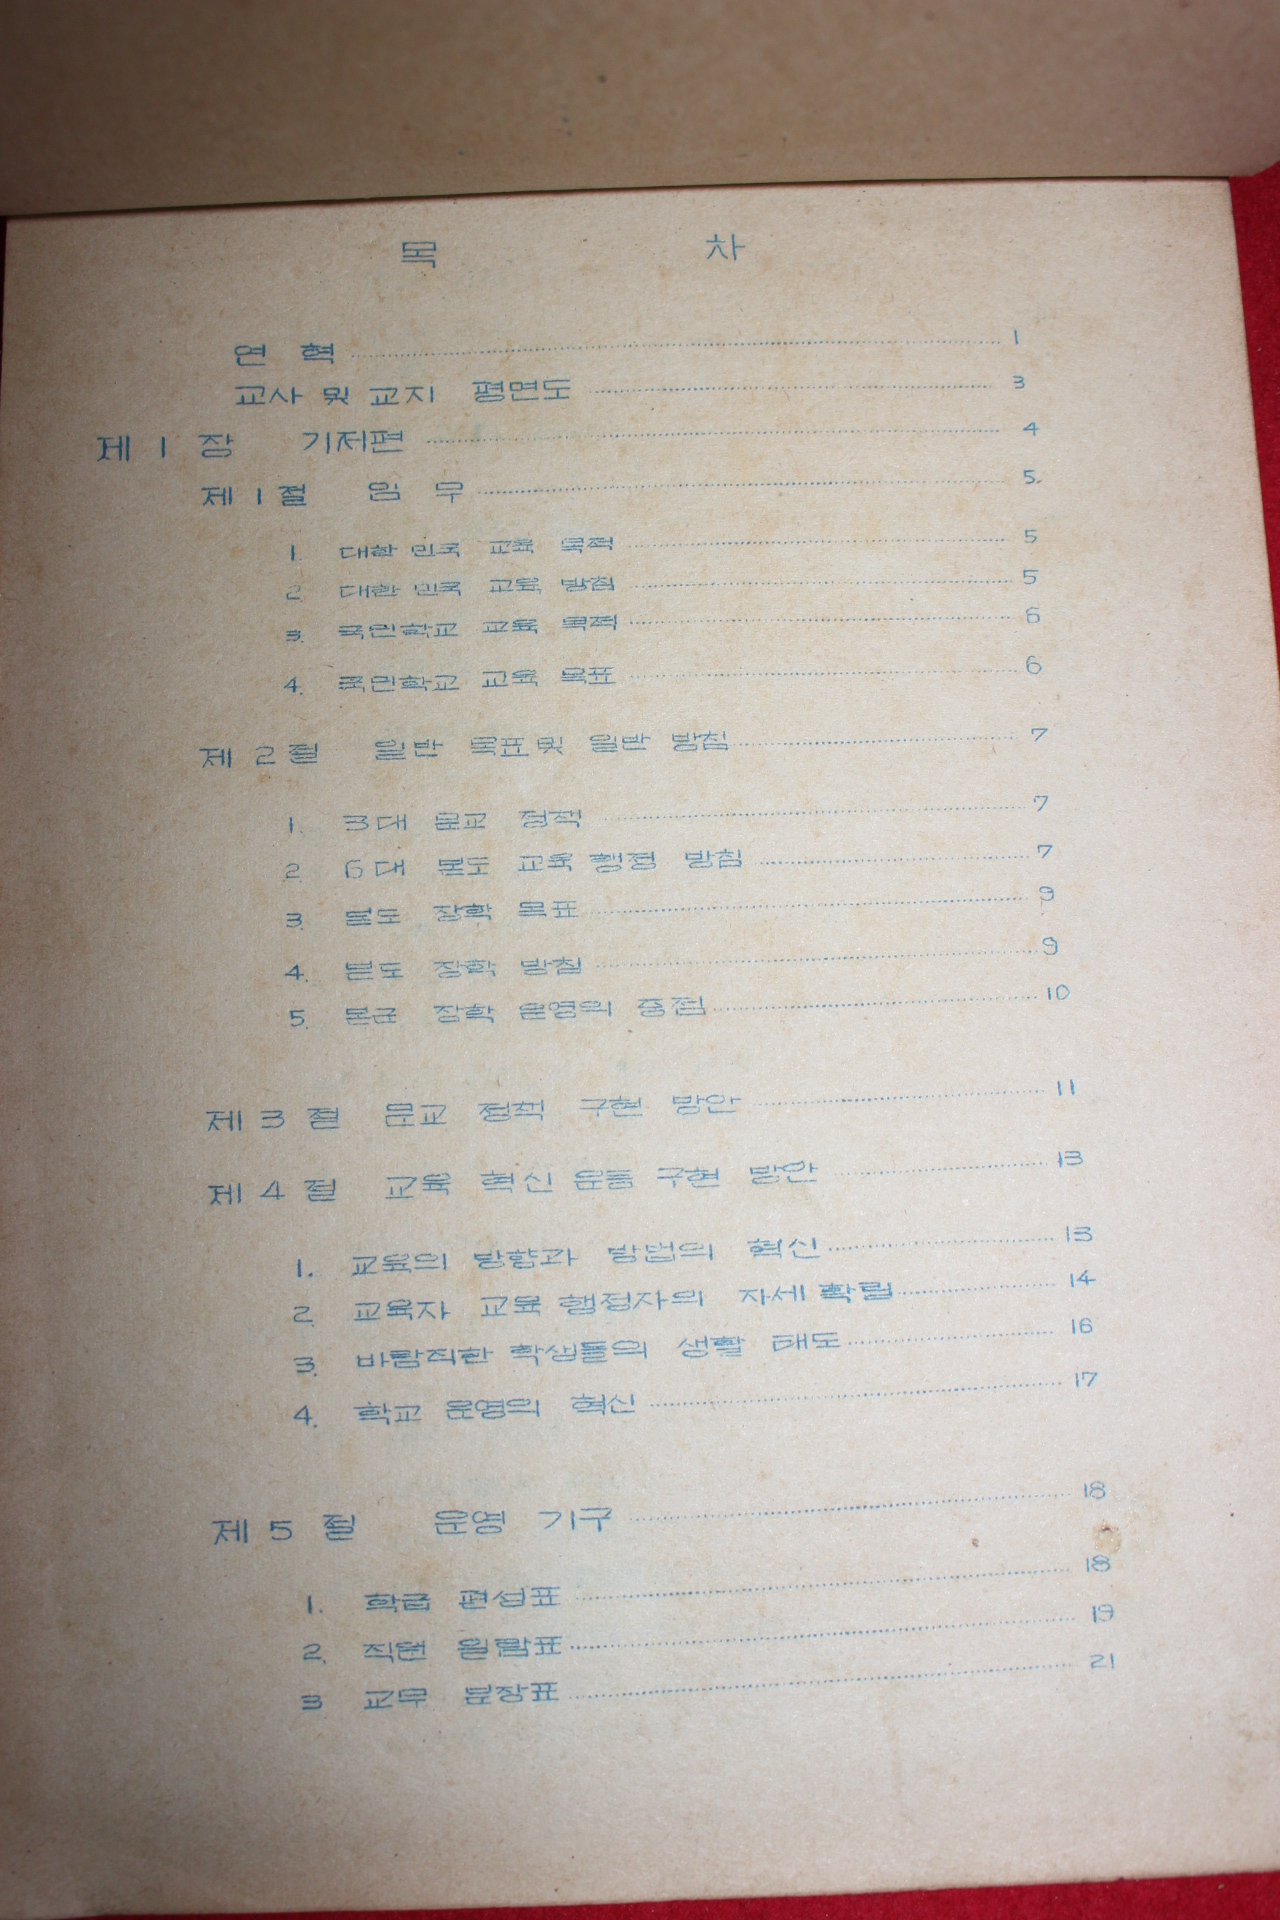 목 차
연 혁 1
교사 및 교지 평면도 3
제 1 장 기저편 4
제 1 절 임 무 5
1. 대한 민국 교육 목적 5
2. 대한 민국 교육 방침 5
3. 국민학교 교육 목적 6
4. 국민학교 교육 목표 6
제 2 절 일반 목표 및 일반 방침 7
1. 3대 문교 정책 7
2. 6대 본도 교육 행정 방침 7
3. 본도 장학 목표 9
4. 본도 장학 방침 9
5. 본군 장학 운영의 중점 10
제 3 절 문교 정책 구현 방안 11
제 4 절 교육 혁신 운동 구현 방안 13
1. 교육의 방향과 방법의 혁신 13
2. 교육자 교육 행정자의 자세 확립 14
3. 바람직한 학생들의 생활 태도 16
4. 학교 운영의 혁신 17
제 5 절 운영 기구 18
1. 학급 편성표 18
2. 직원 일람표 19
3 교무 분장표 21